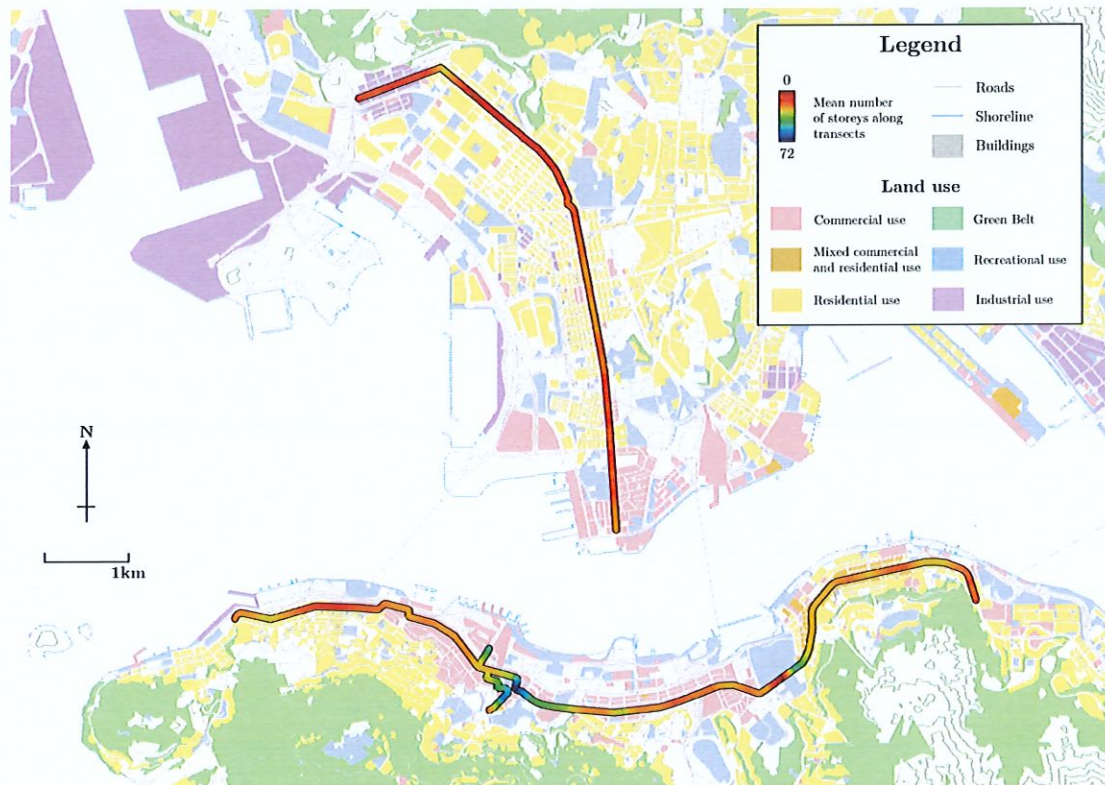 Legend
0
Mean number
of storeys along
transects
72
Roads
Shoreline
Buildings
Land use
Commercial use
Green Belt
Mixed commercial
and residential use
Recreational use
Residential use
Industrial use
N
1km